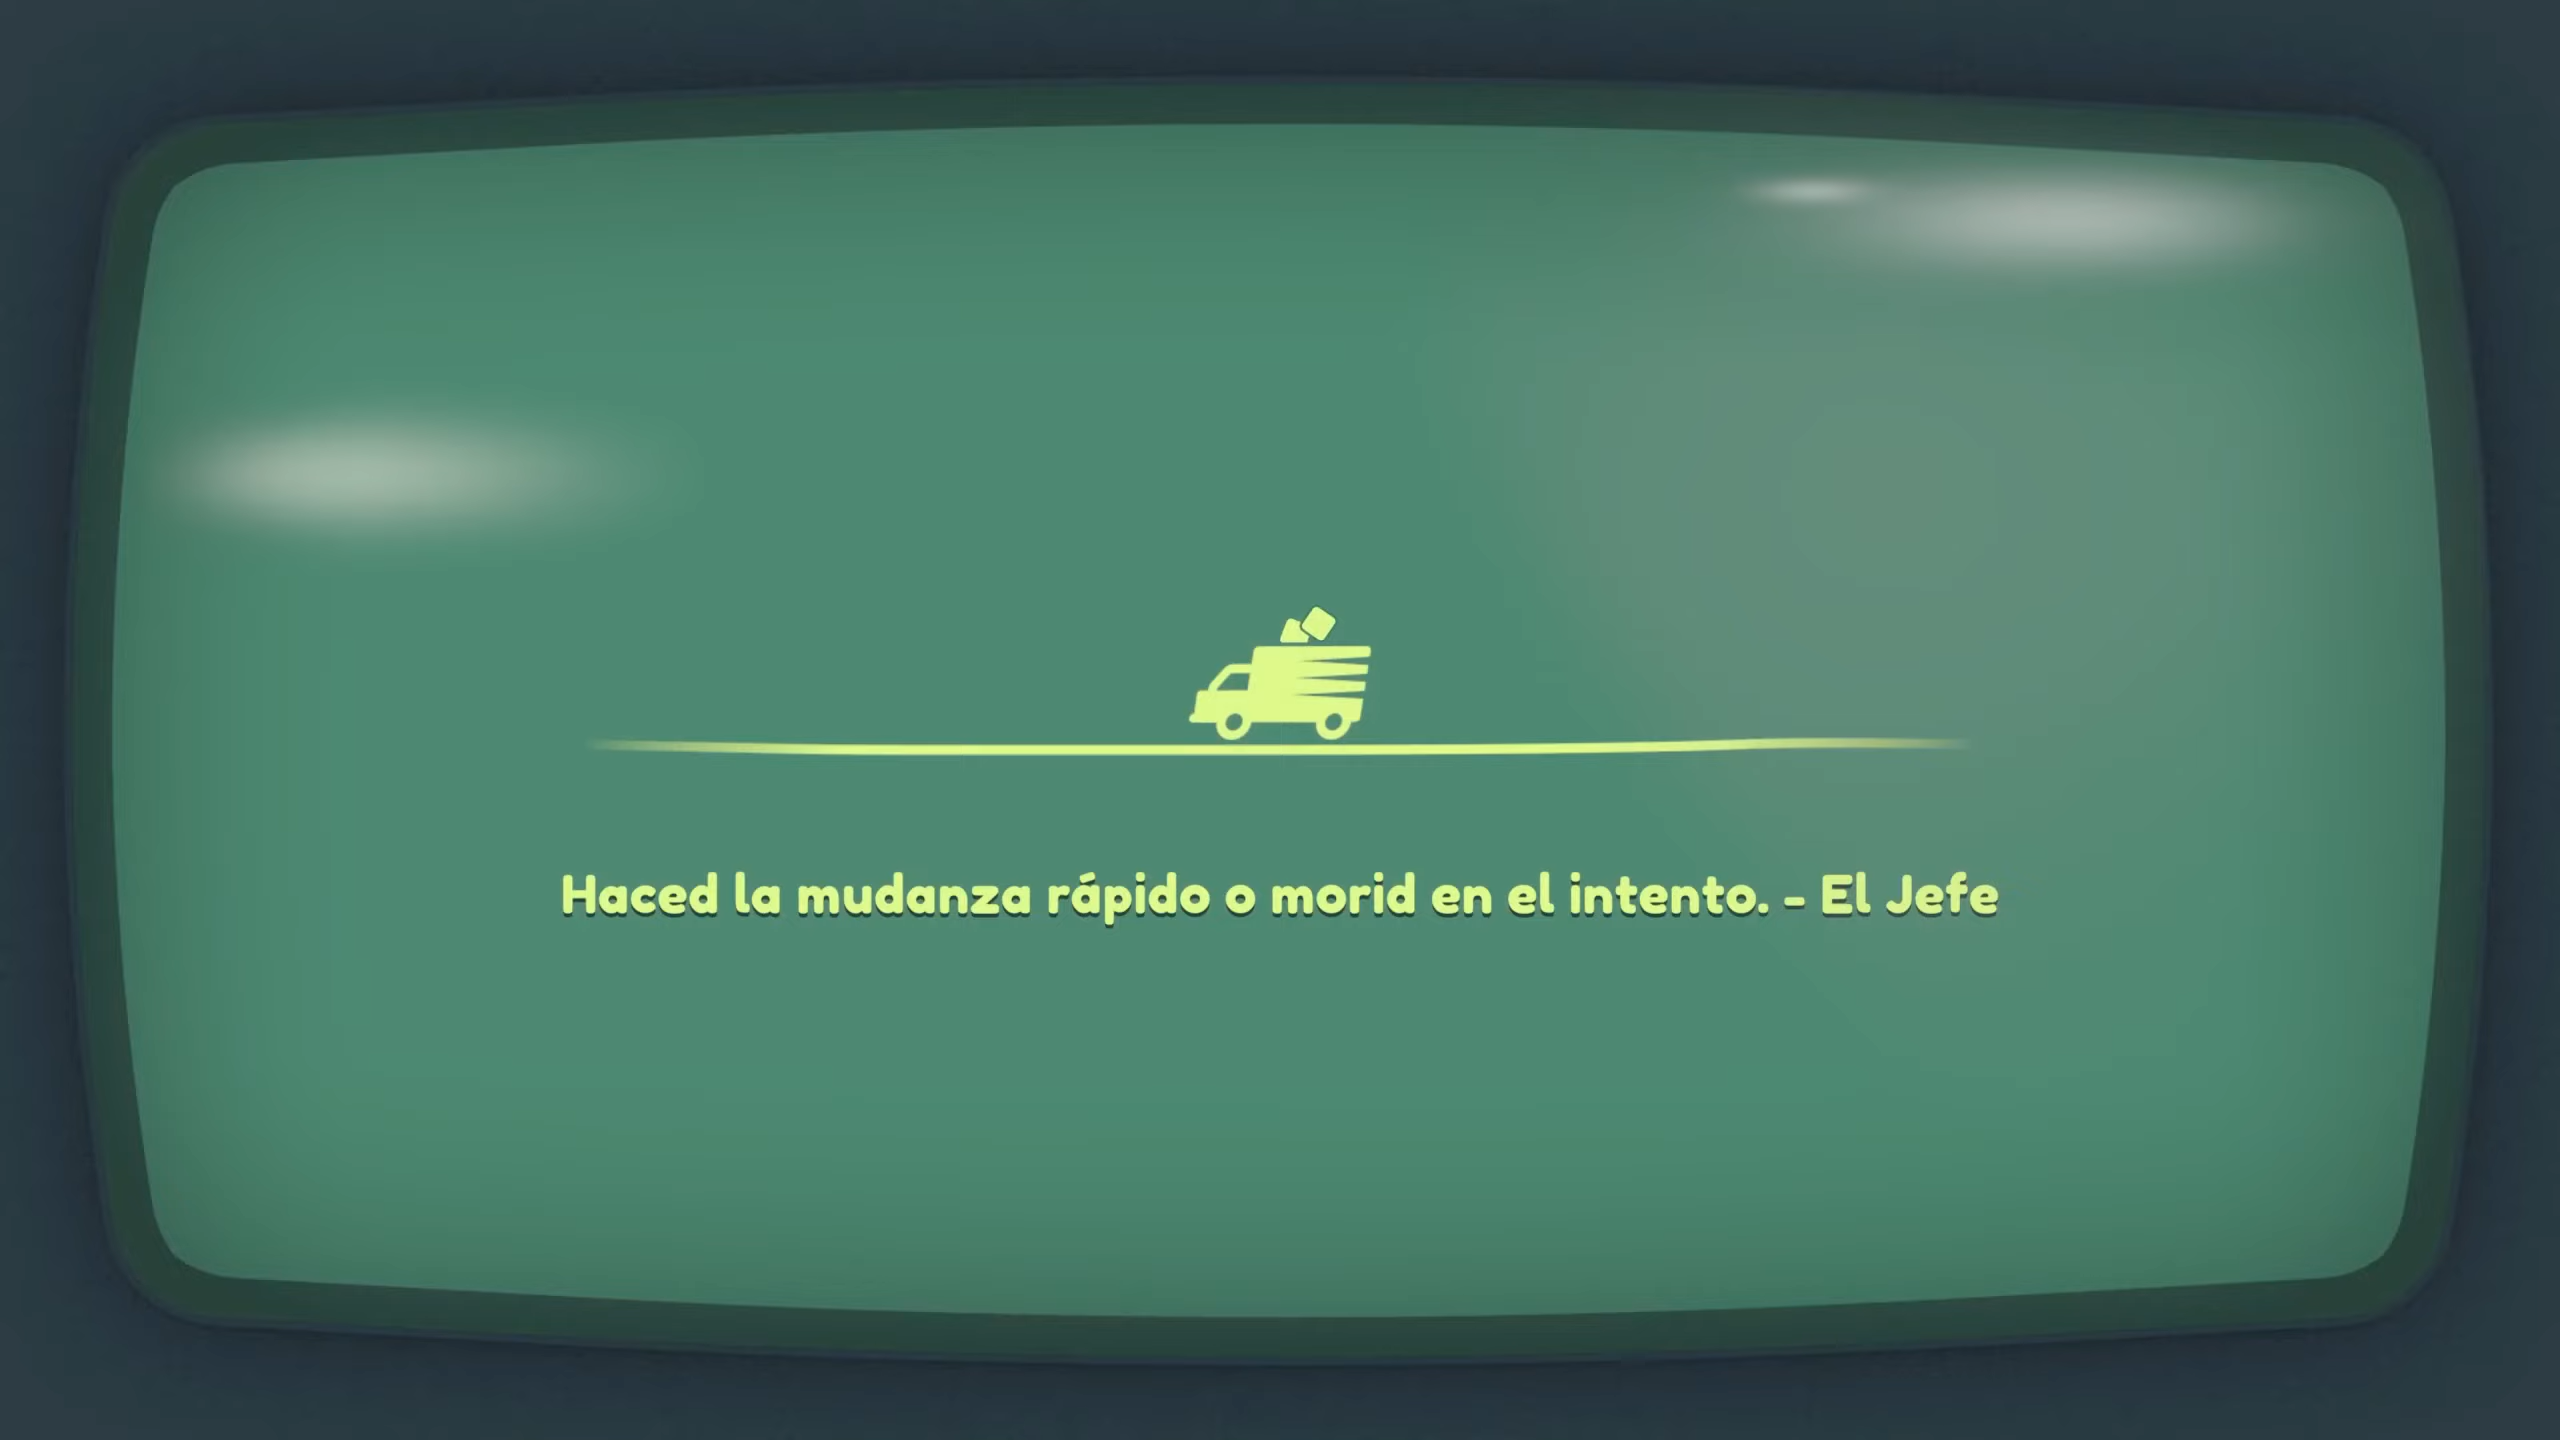 Haced la mudanza rápido o morid en el intento. - El Jefe